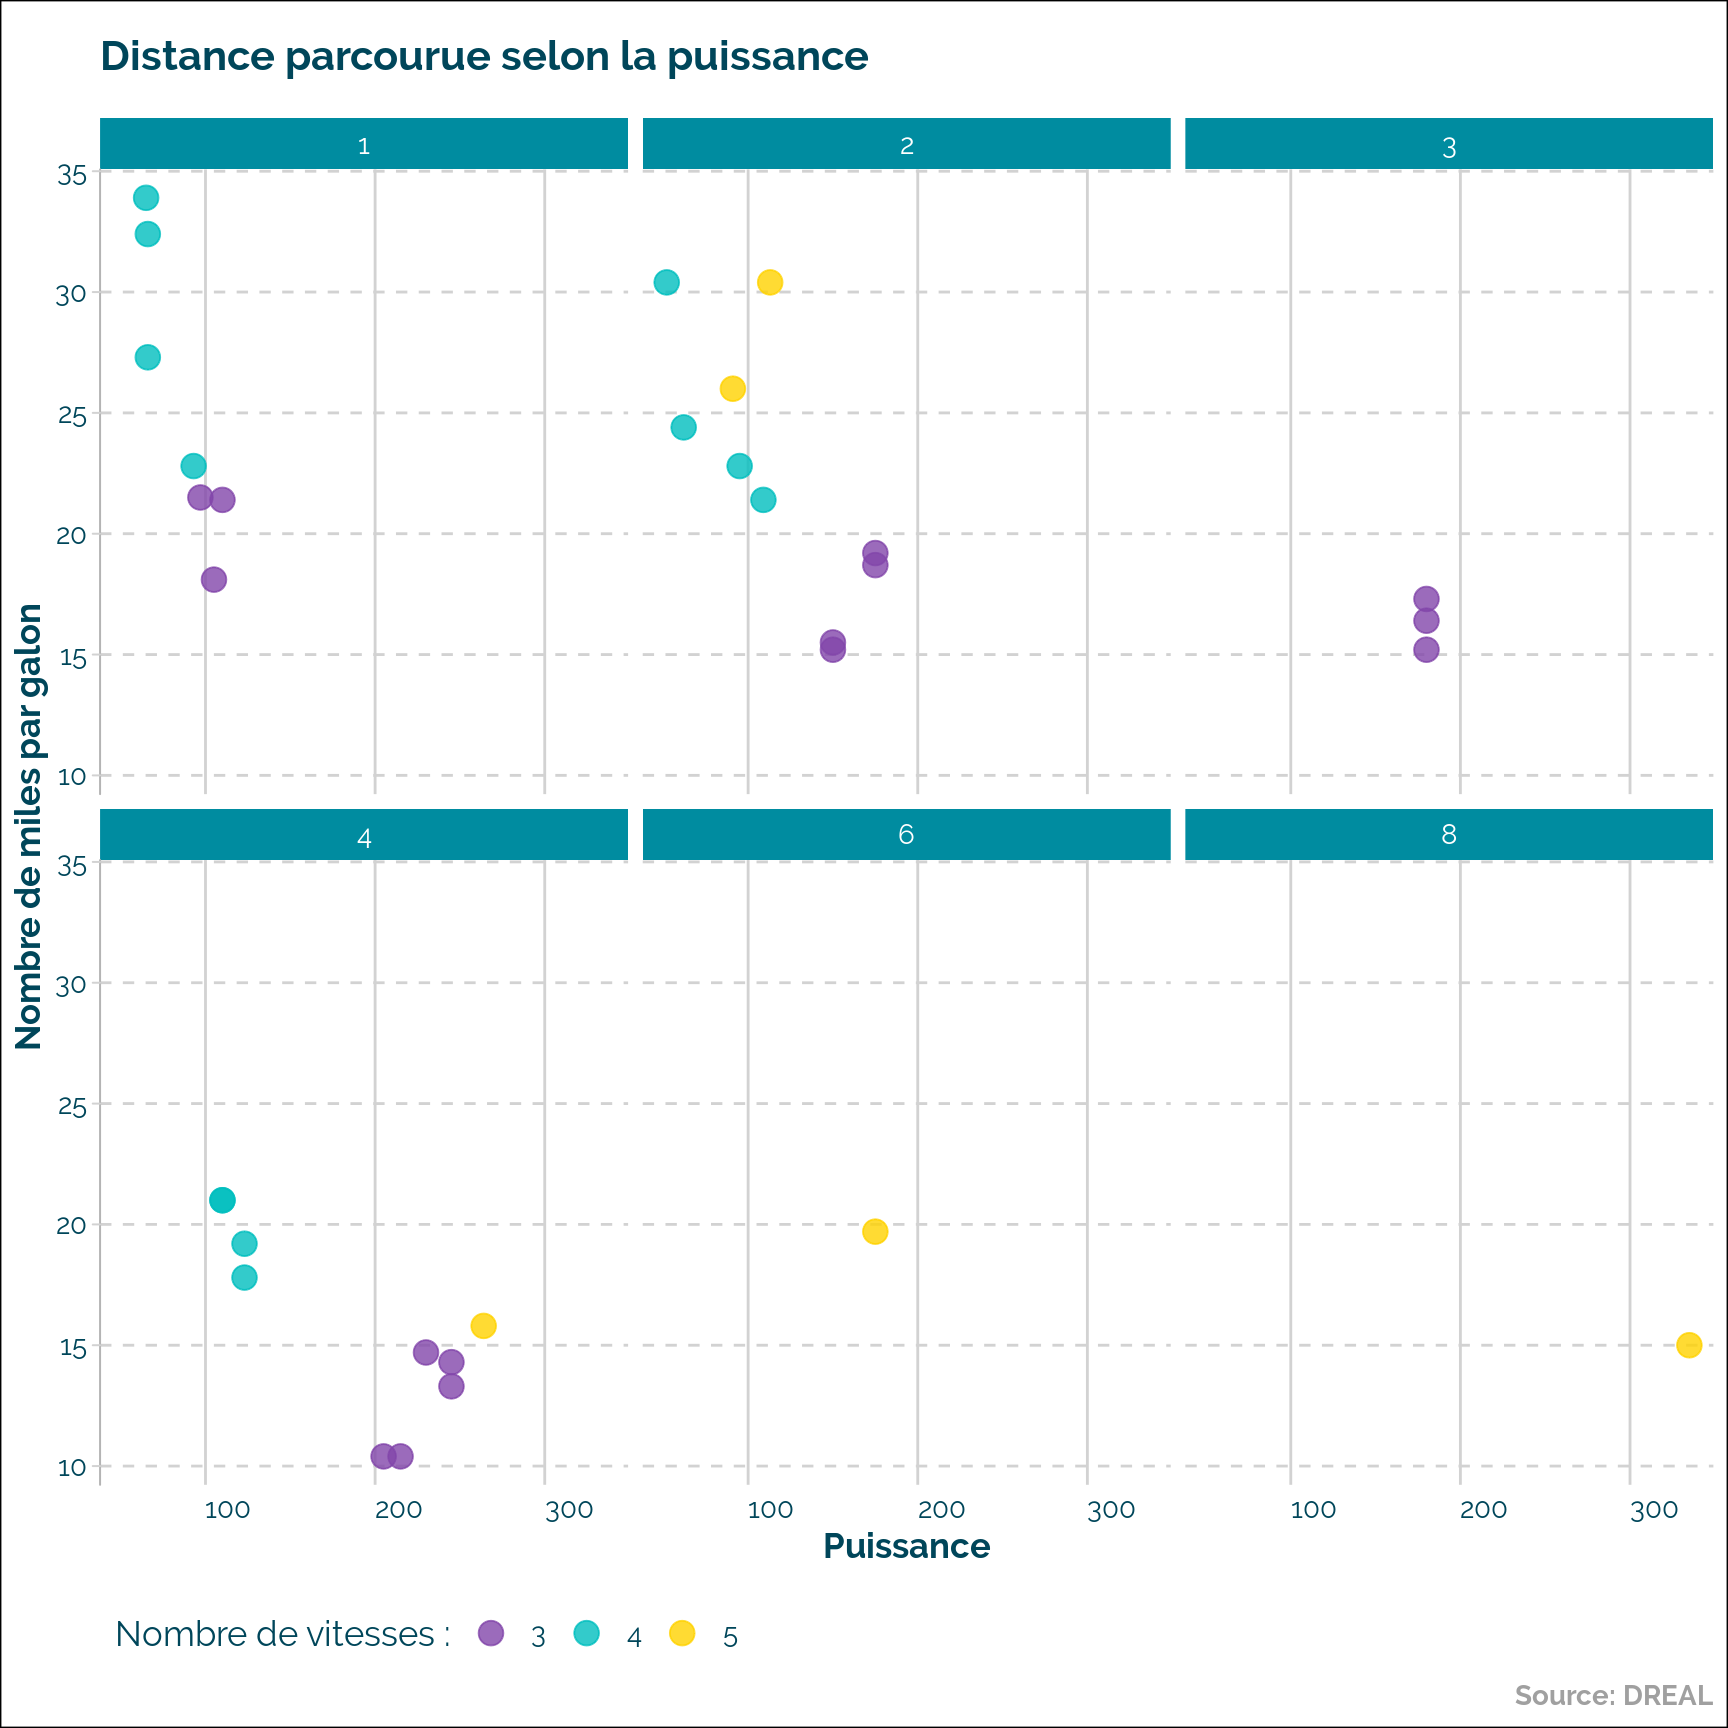 Distance parcourue selon la puissance
1 2 3
35
30
25
20
15
10
Nombre de miles par galon
4 6 8
35
30
25
20
15
10
100 200 300 100 200 300 100 200 300
Puissance
Nombre de vitesses : 3 4 5
Source: DREAL